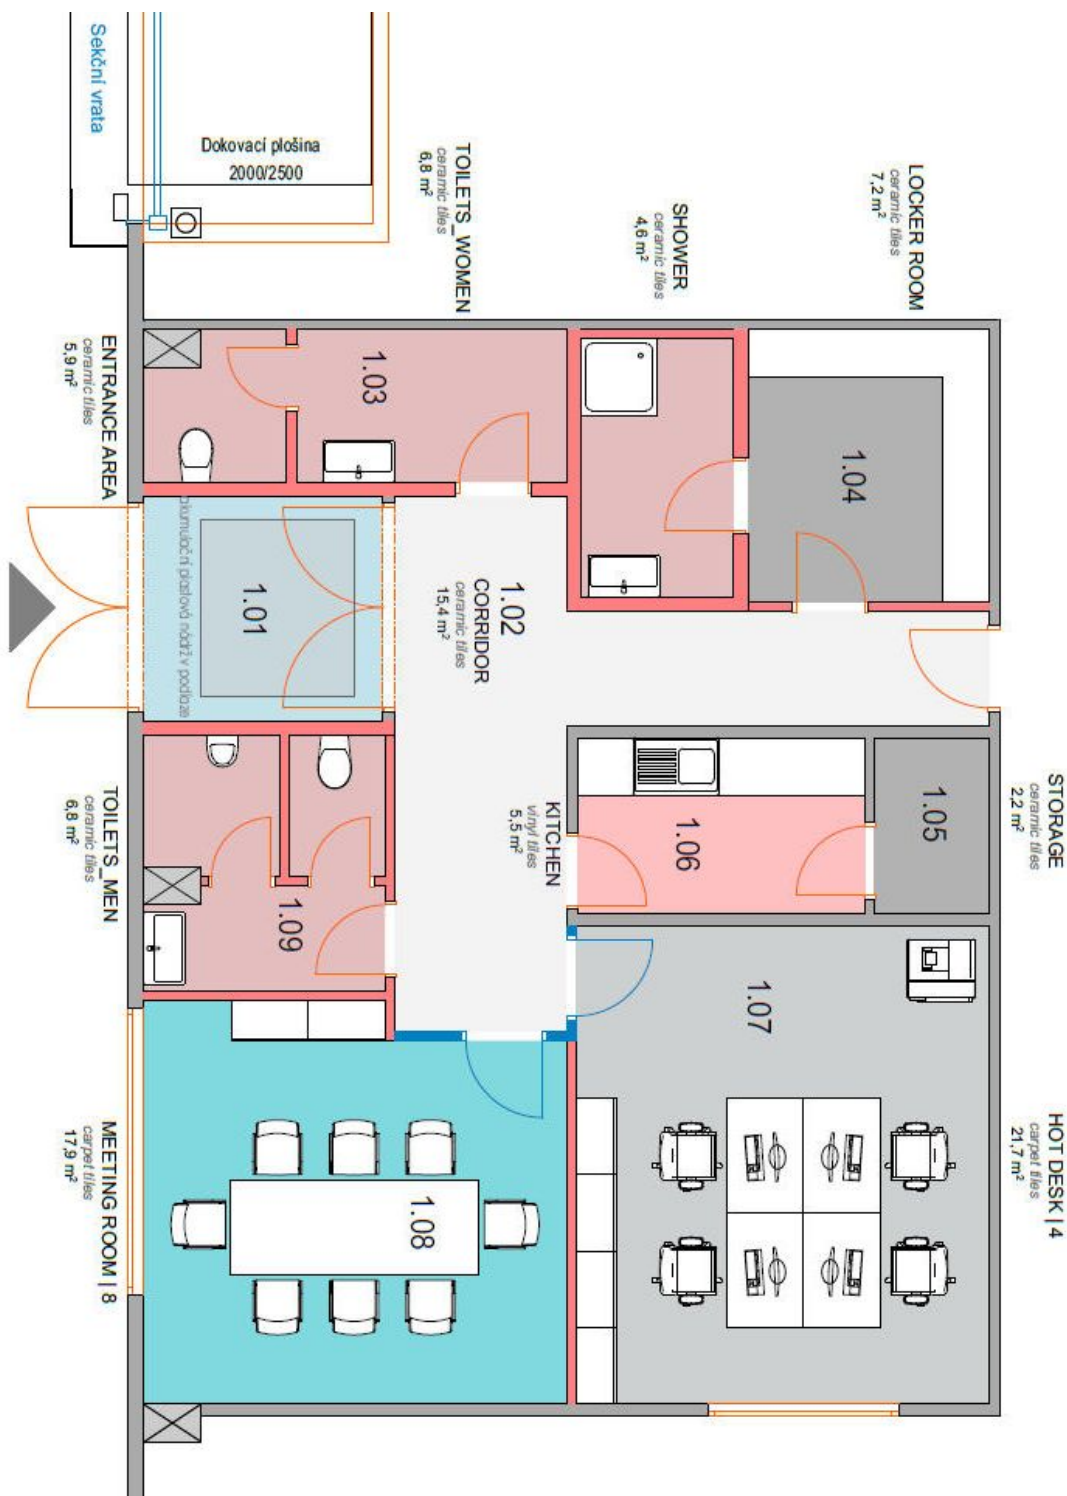 Sekční vrata
Dokovací plošina
2000/2500
TOILETS_WOMEN
ceramic tiles
6,8 m²
SHOWER
ceramic tiles
4,6 m²
LOCKER ROOM
ceramic tiles
7,2 m²
ENTRANCE AREA
ceramic tiles
5,9 m²
1.03
1.04
akumulační plastová nádrž v podlaze
1.01
1.02
CORRIDOR
ceramic tiles
15,4 m²
TOILETS_MEN
ceramic tiles
6,8 m²
1.09
KITCHEN
vinyl tiles
5,5 m²
1.06
1.05
STORAGE
ceramic tiles
2,2 m²
1.07
HOT DESK | 4
carpet tiles
21,7 m²
MEETING ROOM | 8
carpet tiles
17,9 m²
1.08